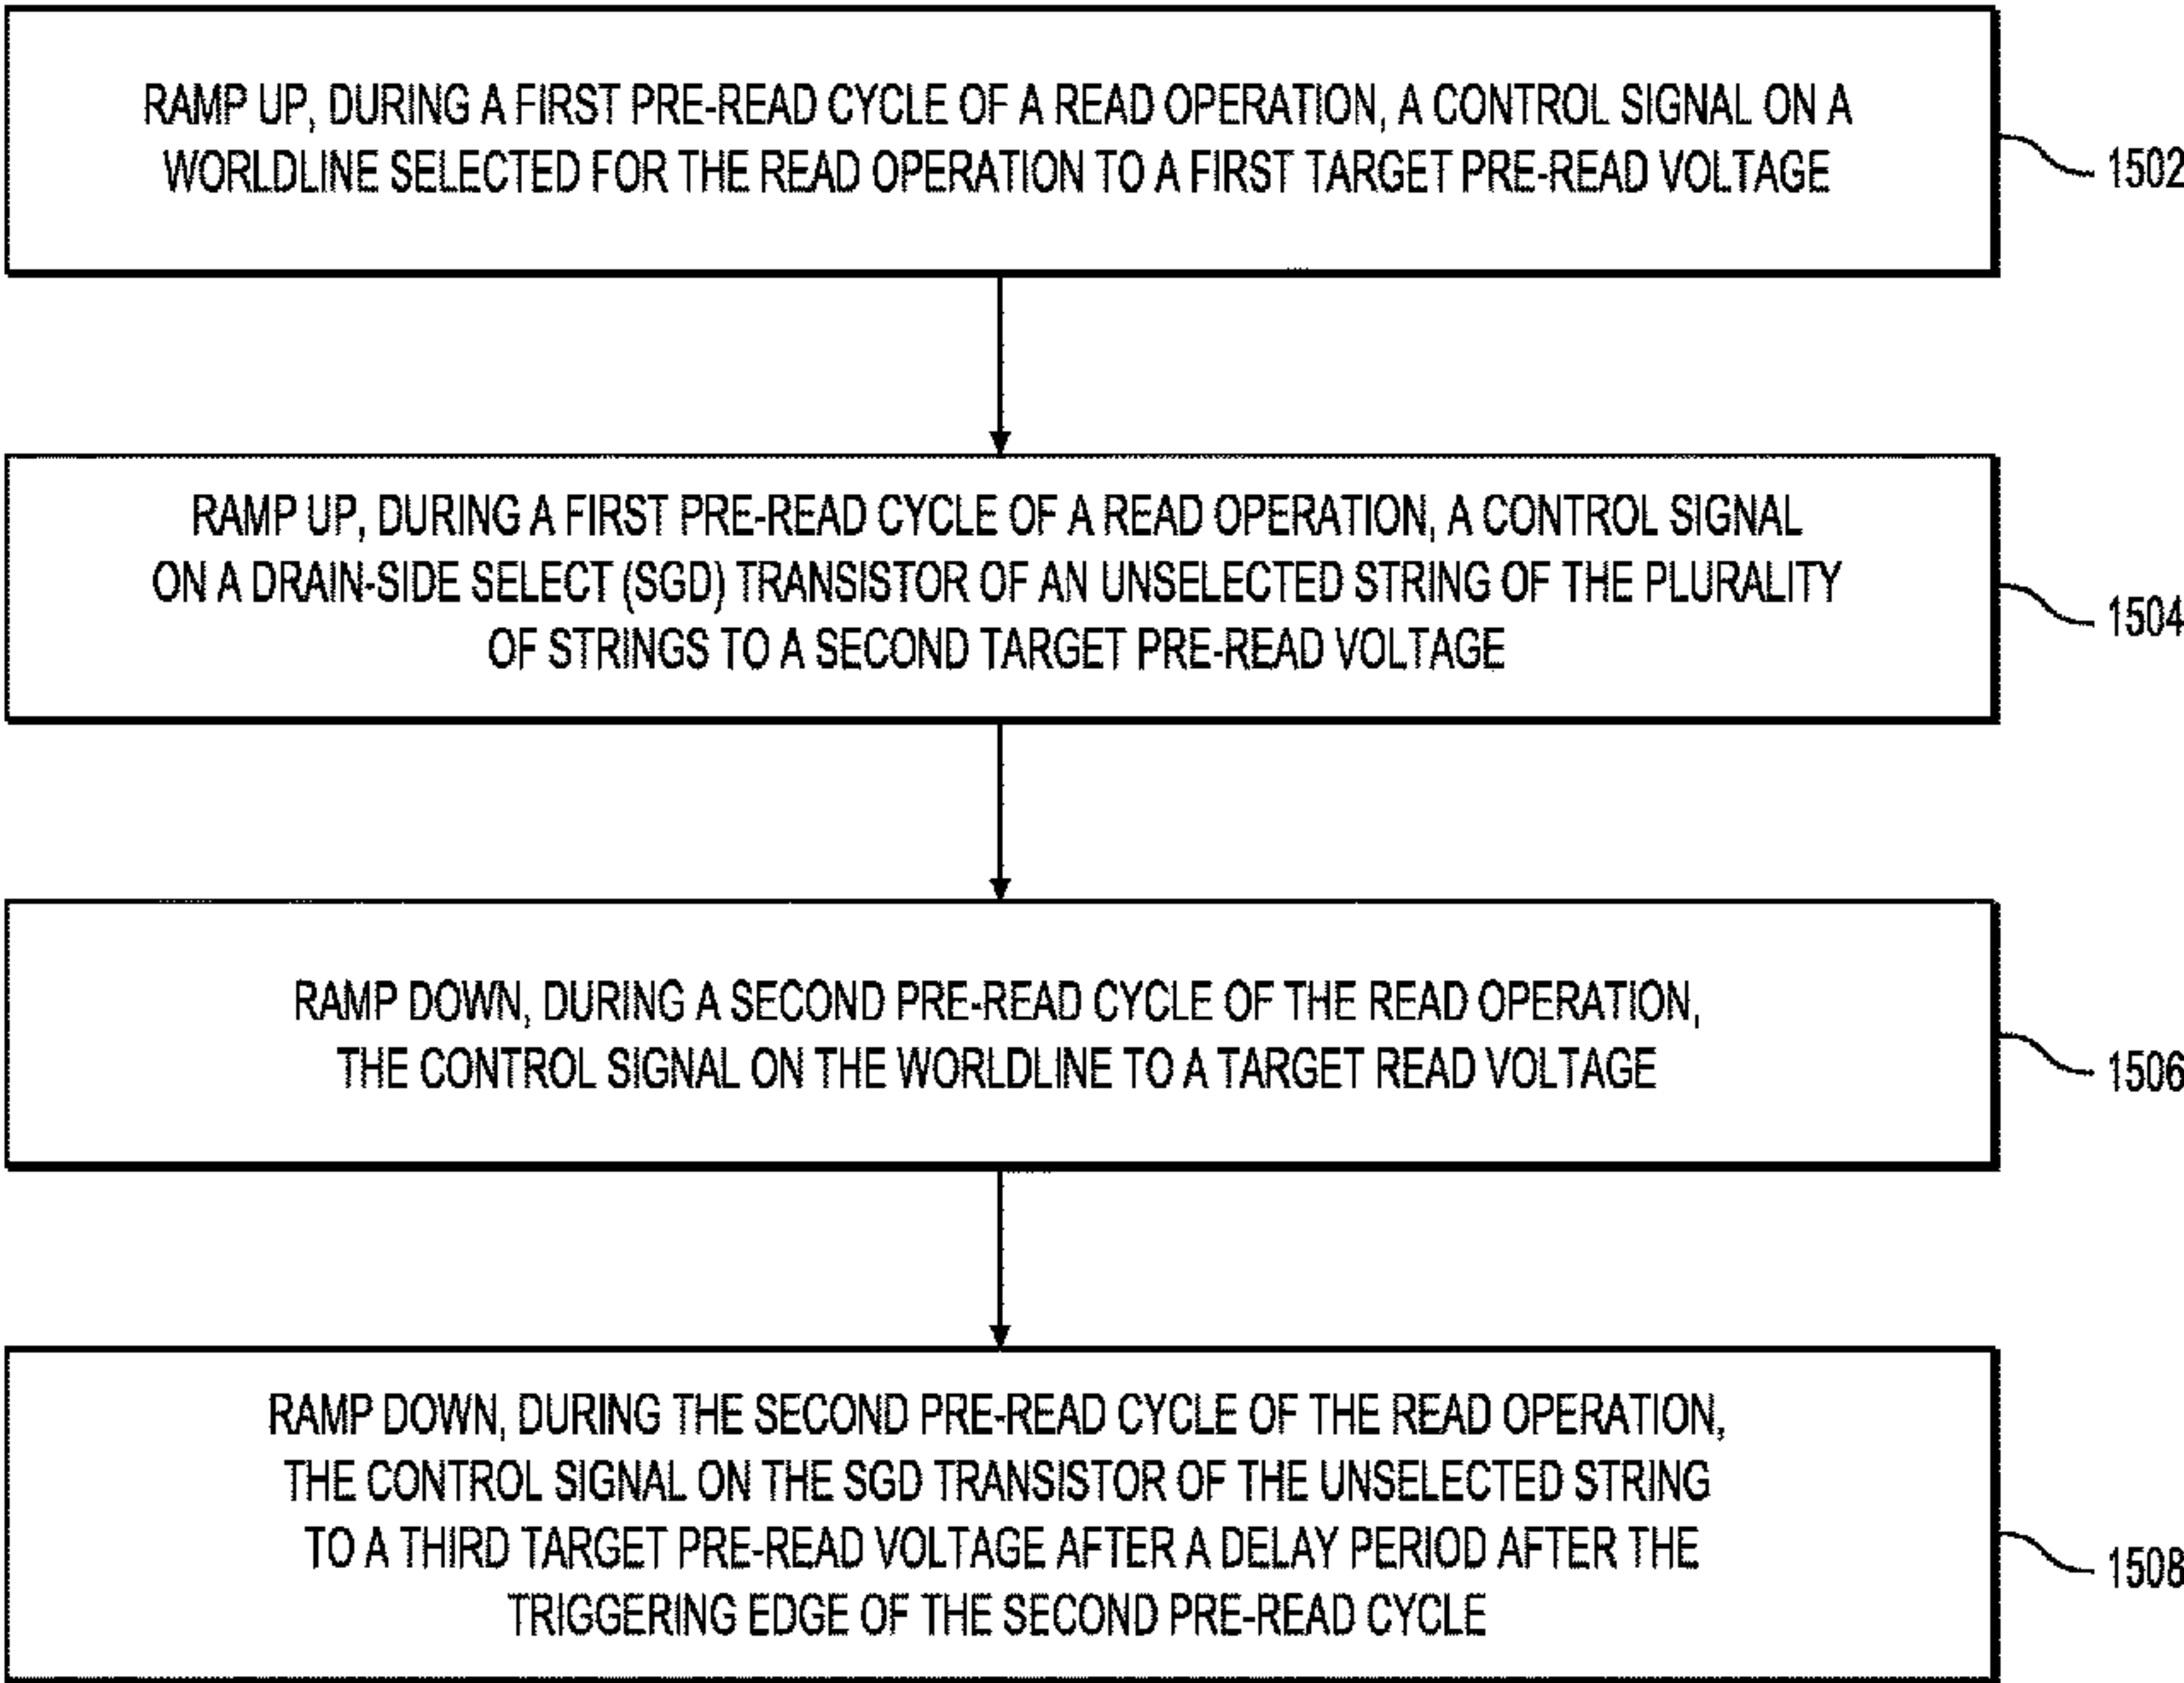 RAMP UP, DURING A FIRST PRE-READ CYCLE OF A READ OPERATION, A CONTROL SIGNAL ON A
WORLDLINE SELECTED FOR THE READ OPERATION TO A FIRST TARGET PRE-READ VOLTAGE
1502
RAMP UP, DURING A FIRST PRE-READ CYCLE OF A READ OPERATION, A CONTROL SIGNAL
ON A DRAIN-SIDE SELECT (SGD) TRANSISTOR OF AN UNSELECTED STRING OF THE PLURALITY
OF STRINGS TO A SECOND TARGET PRE-READ VOLTAGE
1504
RAMP DOWN, DURING A SECOND PRE-READ CYCLE OF THE READ OPERATION,
THE CONTROL SIGNAL ON THE WORLDLINE TO A TARGET READ VOLTAGE
1506
RAMP DOWN, DURING THE SECOND PRE-READ CYCLE OF THE READ OPERATION,
THE CONTROL SIGNAL ON THE SGD TRANSISTOR OF THE UNSELECTED STRING
TO A THIRD TARGET PRE-READ VOLTAGE AFTER A DELAY PERIOD AFTER THE
TRIGGERING EDGE OF THE SECOND PRE-READ CYCLE
1508